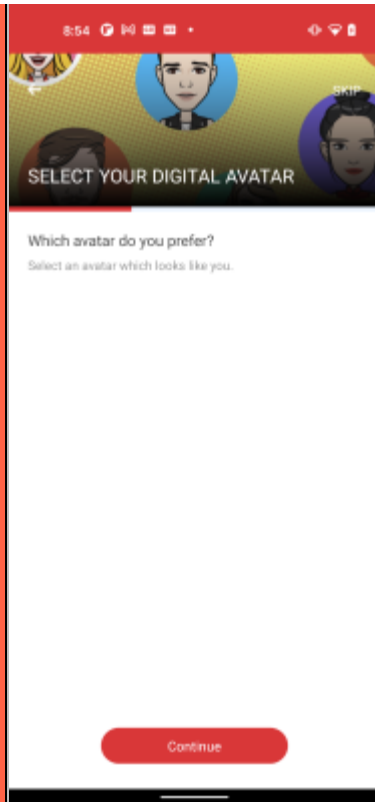 8:54
SKIP
SELECT YOUR DIGITAL AVATAR
Which avatar do you prefer?
Select an avatar which looks like you.
Continue